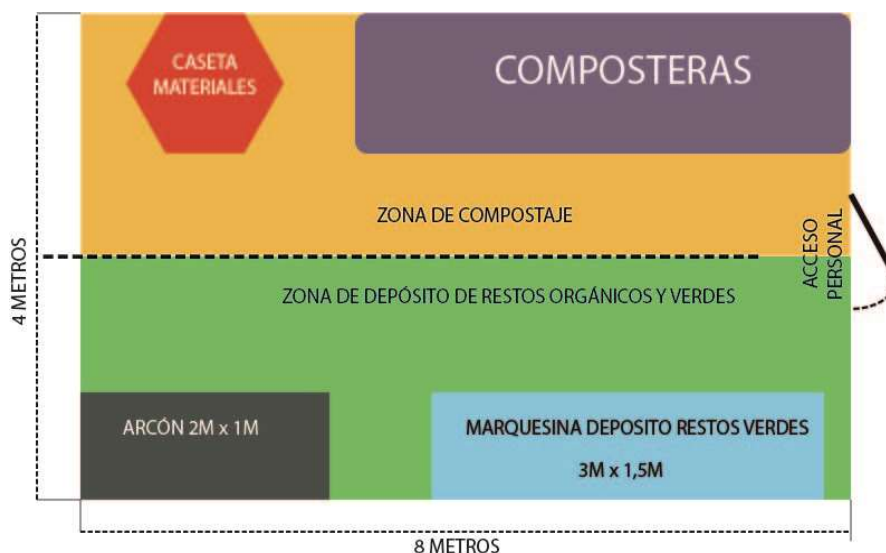 CASETA
MATERIALES
COMPOSTERAS
ZONA DE COMPOSTAJE
ACCESO
PERSONAL
4 METROS
ZONA DE DEPÓSITO DE RESTOS ORGÁNICOS Y VERDES
ARCÓN 2M x 1M
MARQUESINA DEPOSITO RESTOS VERDES
3M x 1,5M
8 METROS